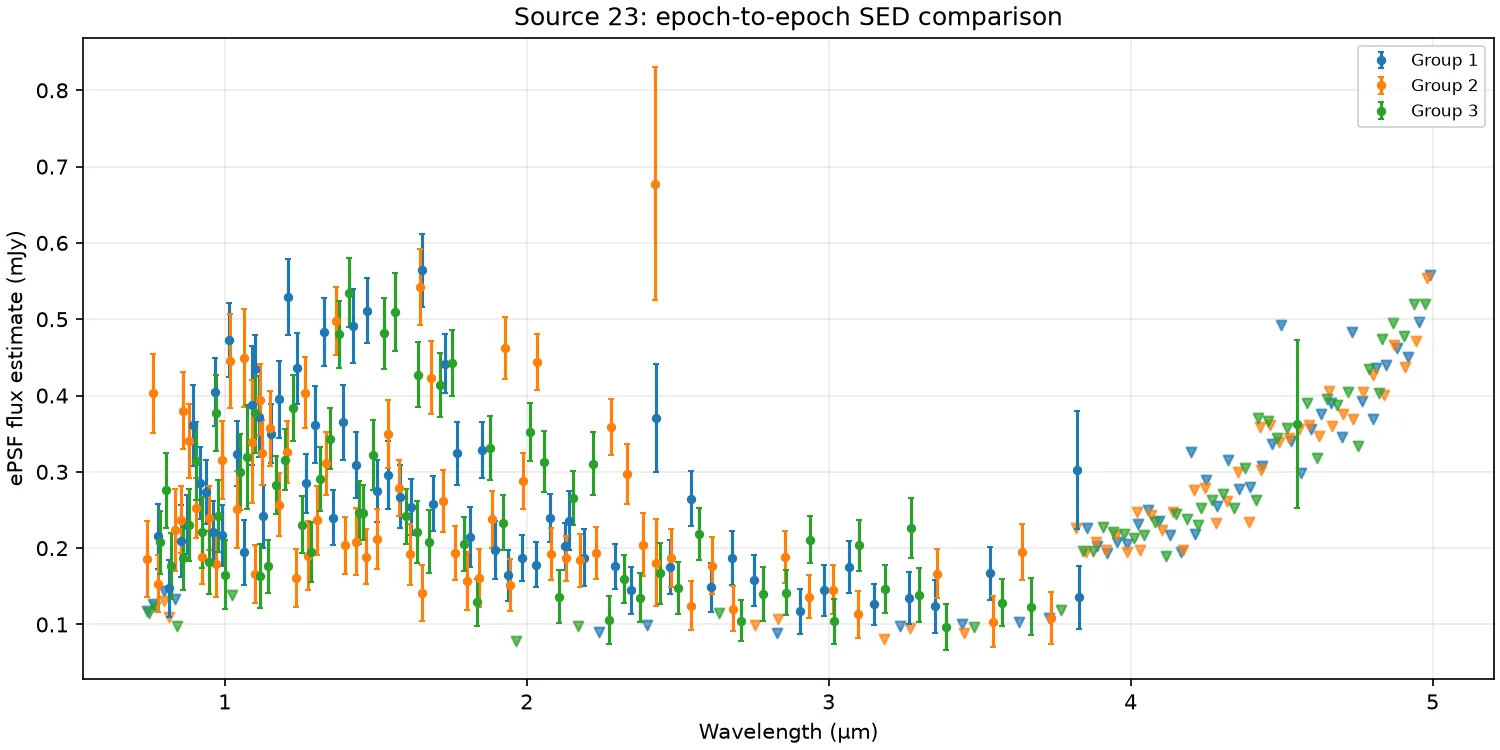 Source 23: epoch-to-epoch SED comparison
Group 1
Group 2
Group 3
ePSF flux estimate (mJy)
0.8
0.7
0.6
0.5
0.4
0.3
0.2
0.1
1 2 3 4 5
Wavelength (μm)